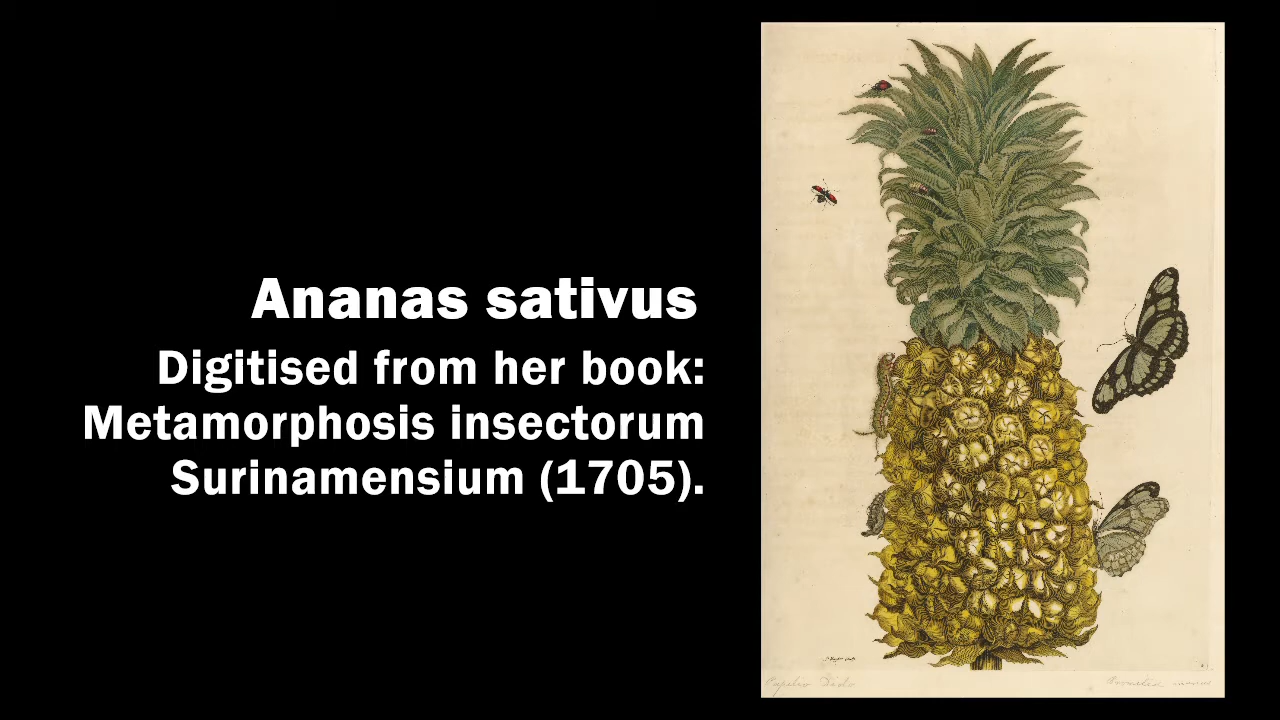 Ananas sativus
Digitised from her book:
Metamorphosis insectorum
Surinamensium (1705).